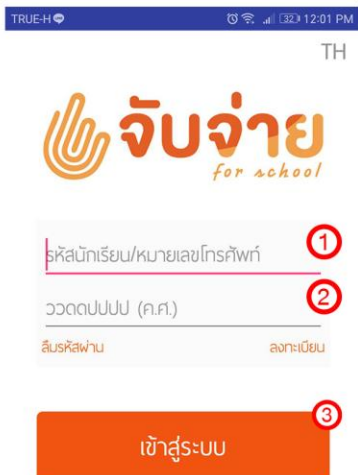 TRUE-H 32 12:01 PM
TH
จับจ่าย
for school
รหัสนักเรียน/หมายเลขโทรศัพท์ 1
ววดดปปปป (ค.ศ.) 2
ลืมรหัสผ่าน ลงทะเบียน
3
เข้าสู่ระบบ